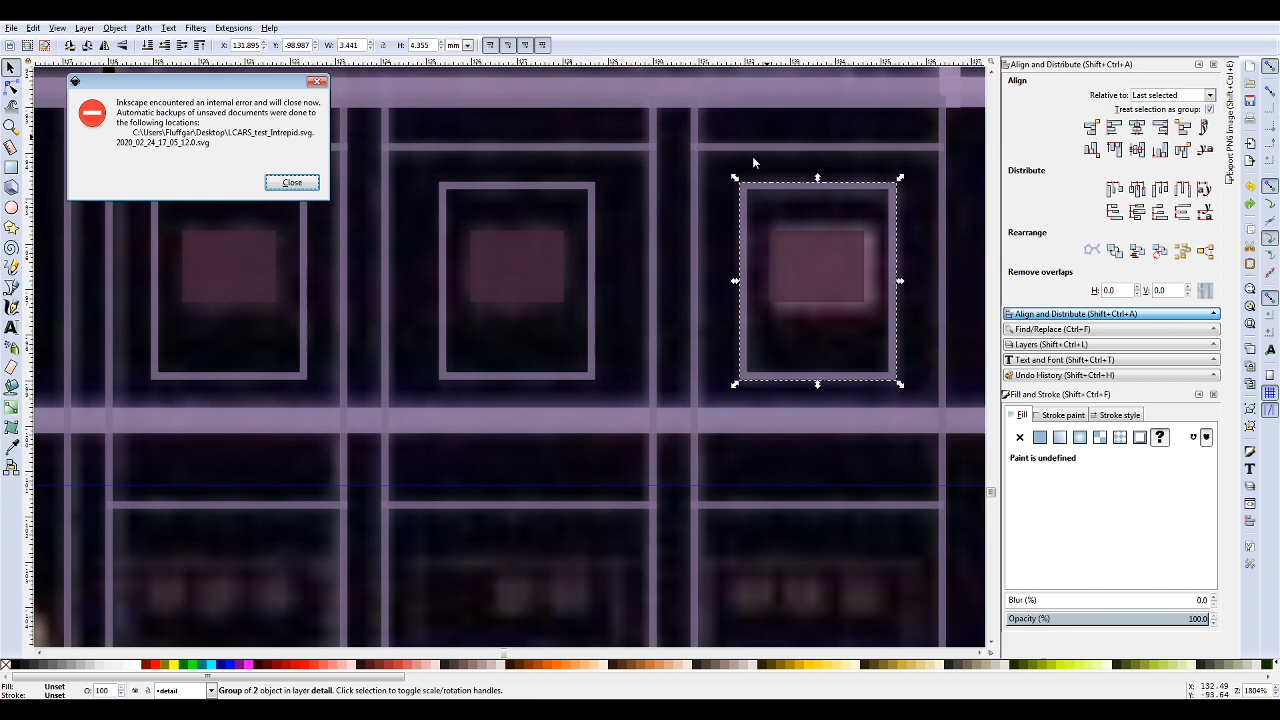 File Edit View Layer Object Path Text Filters Extensions Help
X: 131.895 Y: -98.987 W: 3.441 H: 4.355 mm
Inkscape encountered an internal error and will close now.
Automatic backups of unsaved documents were done to
the following locations:
C:\Users\Fluffgar\Desktop\LCARS_test_Intrepid.svg.
2020_02_24_17_05_12.0.svg
Close
Align and Distribute (Shift+Ctrl+A)
Align
Relative to: Last selected
Treat selection as group:
Distribute
Rearrange
Remove overlaps
H: 0.0 V: 0.0
Align and Distribute (Shift+Ctrl+A)
Find/Replace (Ctrl+F)
Layers (Shift+Ctrl+L)
Text and Font (Shift+Ctrl+T)
Undo History (Shift+Ctrl+H)
Fill and Stroke (Shift+Ctrl+F)
Fill Stroke paint Stroke style
Paint is undefined
Blur (%) 0.0
Opacity (%) 100.0
Export PNG Image (Shift+Ctrl+E)
Fill: Unset
Stroke: Unset
O: 100
•detail
Group of 2 object in layer detail. Click selection to toggle scale/rotation handles.
X: 132.49
Y: -93.64
Z: 1804%